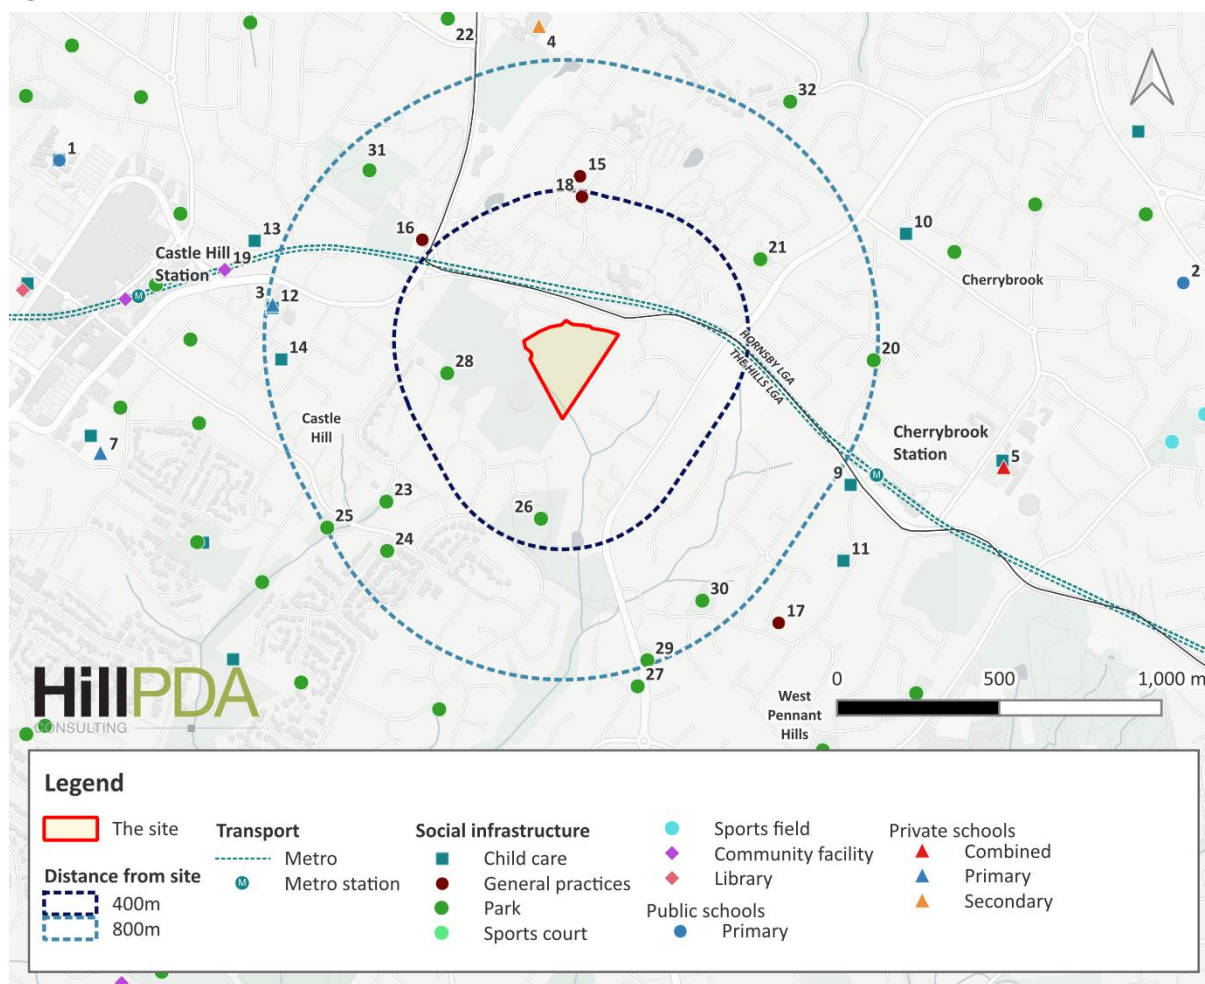 22
4
32
1
31
15
18
16
13
10
Castle Hill
Station
19
21
Cherrybrook
2
3
12
14
HORNSBY LGA
THE HILLS LGA
20
28
Castle
Hill
Cherrybrook
Station
7
5
9
23
26
25
24
11
30
17
29
27
HillPDA
CONSULTING
0
500
1,000 m
West
Pennant
Hills
M
M
Legend
The site
Distance from site
400m
800m
Transport
Metro
M
Metro station
Social infrastructure
Child care
General practices
Park
Sports court
Sports field
Community facility
Library
Public schools
Primary
Private schools
Combined
Primary
Secondary